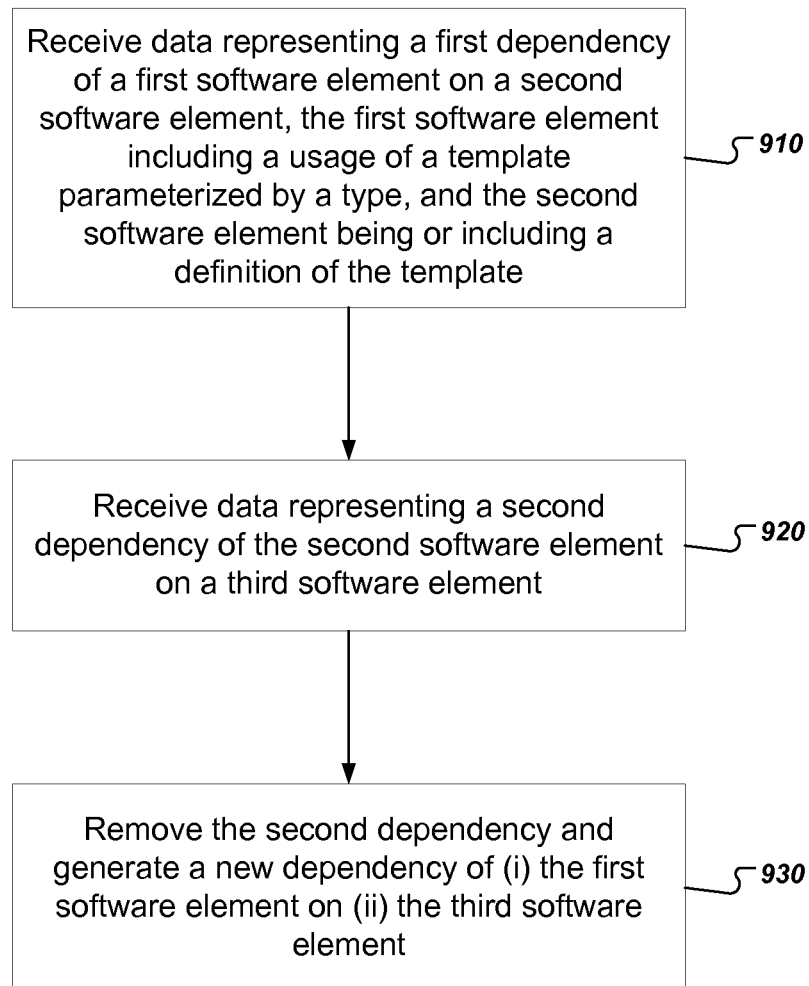 Receive data representing a first dependency
of a first software element on a second
software element, the first software element
including a usage of a template
parameterized by a type, and the second
software element being or including a
definition of the template
910
Receive data representing a second
dependency of the second software element
on a third software element
920
Remove the second dependency and
generate a new dependency of (i) the first
software element on (ii) the third software
element
930